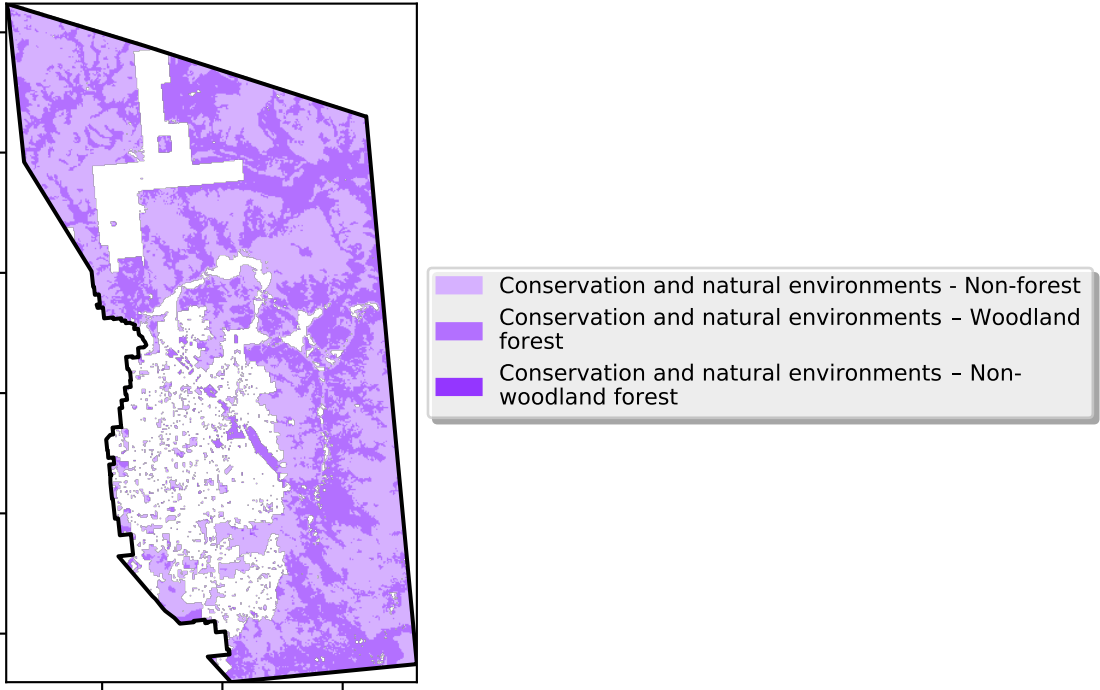 Conservation and natural environments - Non-forest
Conservation and natural environments – Woodland
forest
Conservation and natural environments – Non-
woodland forest